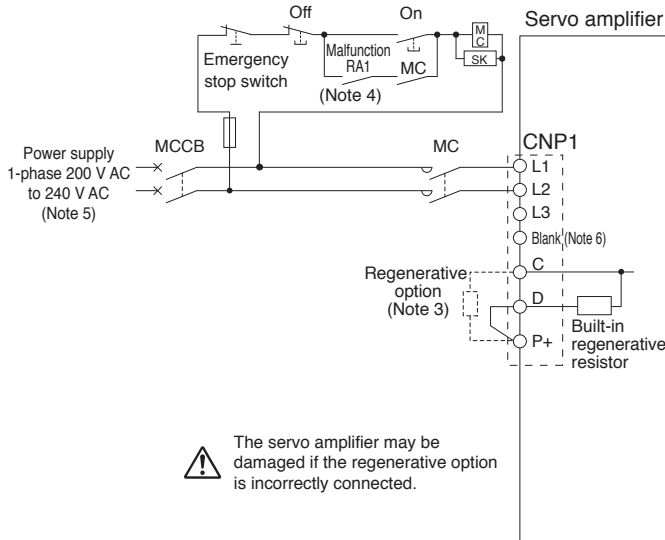 Off
On
Servo amplifier
Emergency
stop switch
Malfunction
RA1
(Note 4)
MC
M
C
SK
Power supply
1-phase 200 V AC
to 240 V AC
(Note 5)
MCCB
MC
CNP1
L1
L2
L3
Blank (Note 6)
Regenerative
option
(Note 3)
C
D
P+
Built-in
regenerative
resistor
The servo amplifier may be
damaged if the regenerative option
is incorrectly connected.